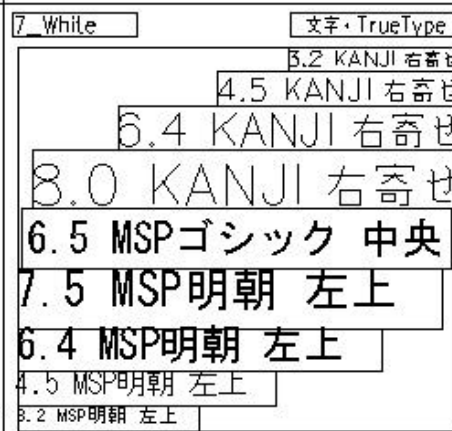 7_White
文字・TrueType
3.2 KANJI 右寄せ
4.5 KANJI 右寄せ
6.4 KANJI 右寄せ
8.0 KANJI 右寄せ
6.5 MSPゴシック 中央
7.5 MSP明朝 左上
6.4 MSP明朝 左上
4.5 MSP明朝 左上
3.2 MSP明朝 左上